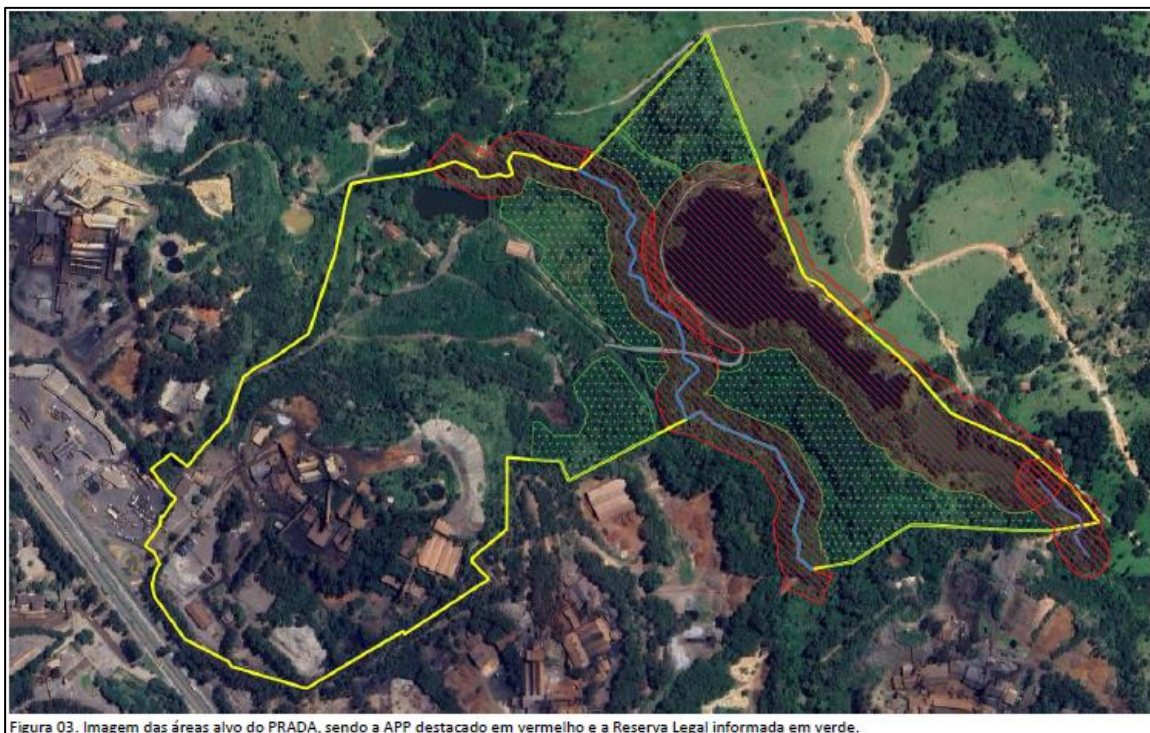 Figura 03. Imagem das áreas alvo do PRADA, sendo a APP destacado em vermelho e a Reserva Legal informada em verde.